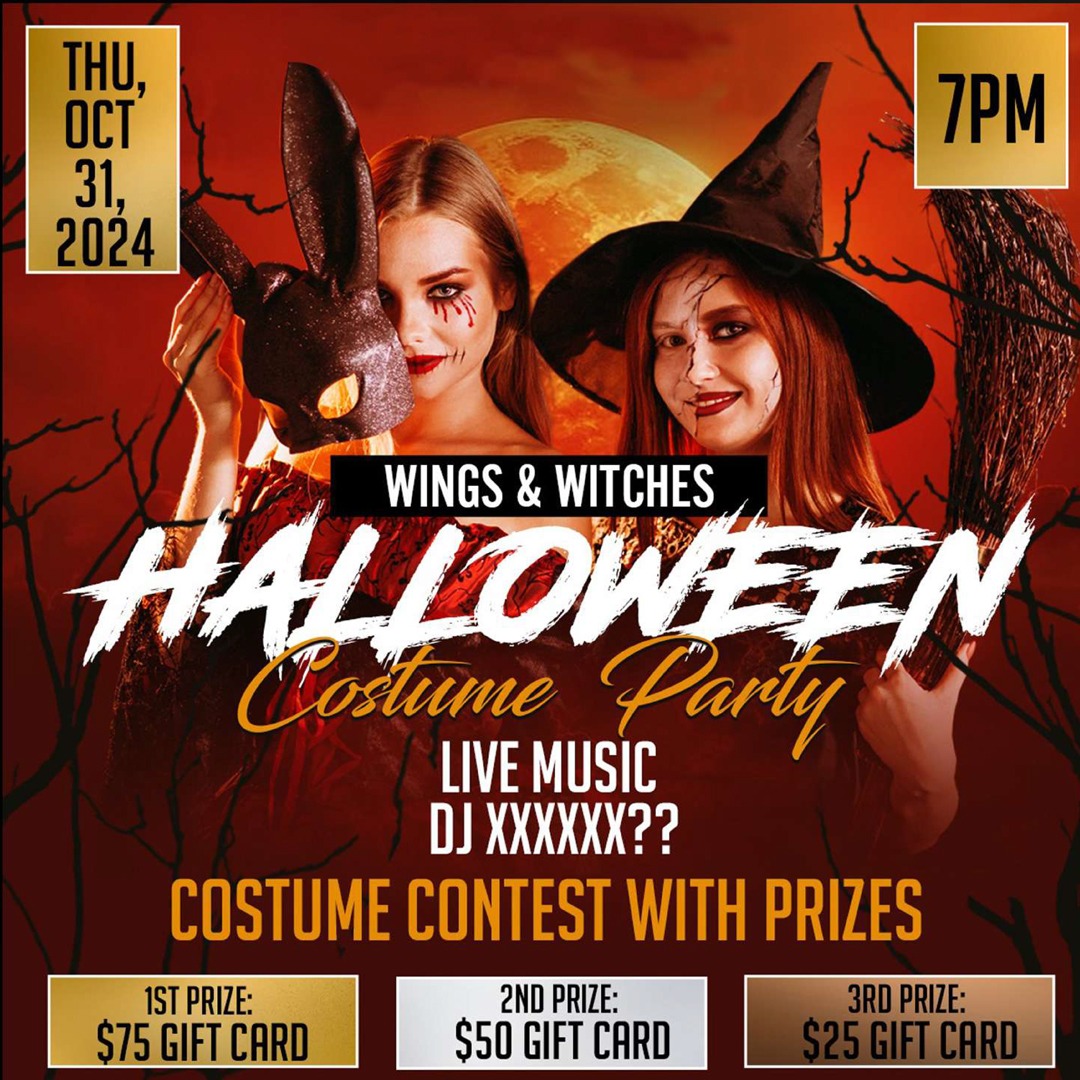 THU,
OCT
31,
2024
7PM
WINGS & WITCHES
HALLOWEEN
Costume Party
LIVE MUSIC
DJ XXXXXX??
COSTUME CONTEST WITH PRIZES
1ST PRIZE:
$75 GIFT CARD
2ND PRIZE:
$50 GIFT CARD
3RD PRIZE:
$25 GIFT CARD